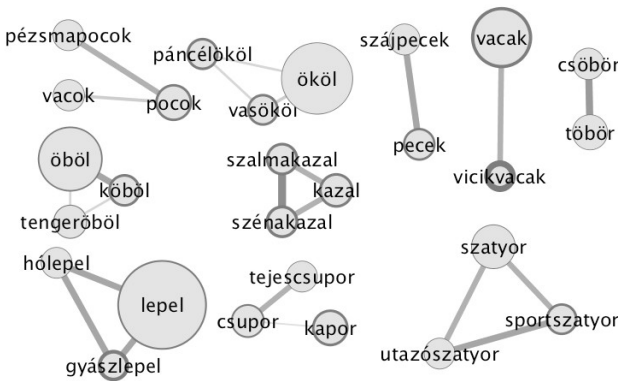 pézsmapocok
vacok
pocok
páncélököl
ököl
vasököl
szájpecek
pecek
vacak
vicikvacak
csöbör
töbör
öböl
köböl
tengeröböl
szalmakazal
kazal
szénakazal
hólepel
lepel
gyászlepel
tejescsupor
csupor
kapor
szatyor
sportszatyor
utazószatyor